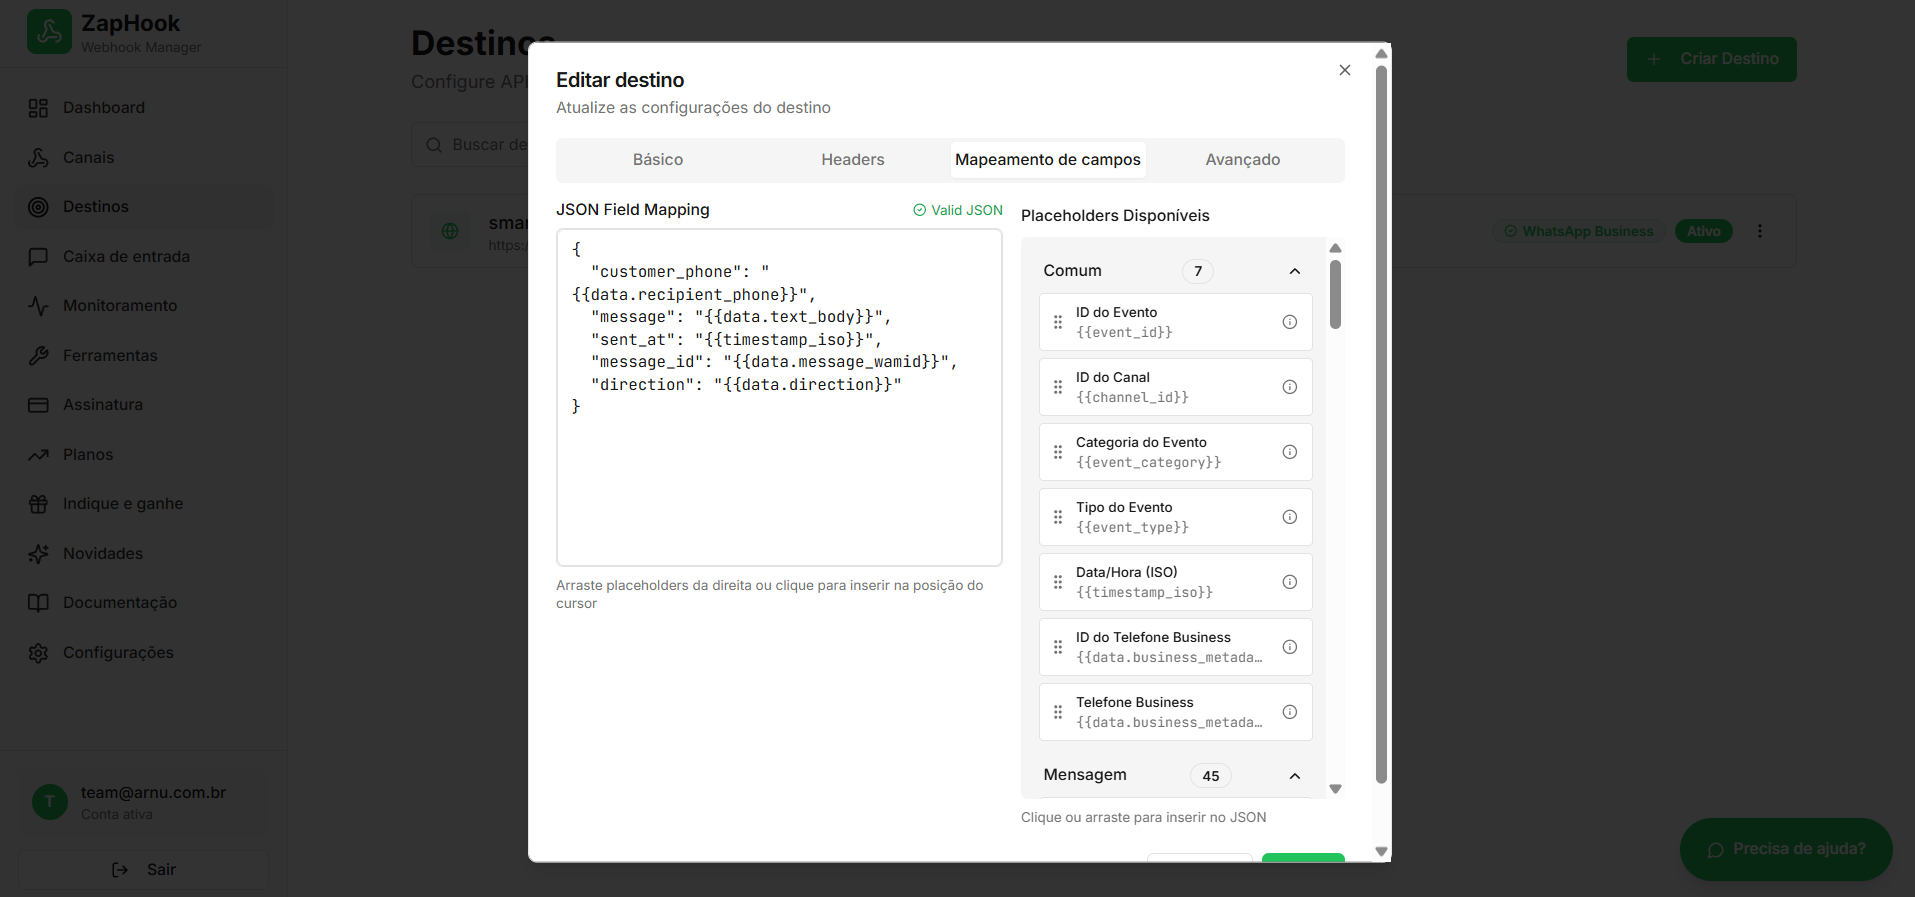 ZapHook
Webhook Manager
Dashboard
Canais
Destinos
Caixa de entrada
Monitoramento
Ferramentas
Assinatura
Planos
Indique e ganhe
Novidades
Documentação
Configurações
T
team@arnu.com.br
Conta ativa
Sair
Destinos
Configure API
Criar Destino
Buscar de
smar
https:/
WhatsApp Business
Ativo
Editar destino
Atualize as configurações do destino
Básico
Headers
Mapeamento de campos
Avançado
JSON Field Mapping
Valid JSON
{
"customer_phone": "
{{data.recipient_phone}}",
"message": "{{data.text_body}}",
"sent_at": "{{timestamp_iso}}",
"message_id": "{{data.message_wamid}}",
"direction": "{{data.direction}}"
}
Arraste placeholders da direita ou clique para inserir na posição do
cursor
Placeholders Disponíveis
Comum 7
ID do Evento
{{event_id}}
ID do Canal
{{channel_id}}
Categoria do Evento
{{event_category}}
Tipo do Evento
{{event_type}}
Data/Hora (ISO)
{{timestamp_iso}}
ID do Telefone Business
{{data.business_metada…
Telefone Business
{{data.business_metada…
Mensagem 45
Clique ou arraste para inserir no JSON
Precisa de ajuda?